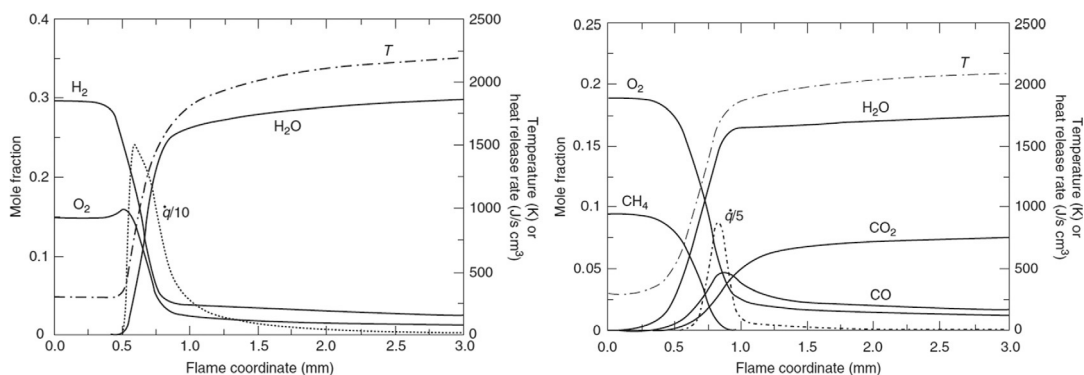 0.4
0.3
0.2
0.1
0
Mole fraction
H₂
O₂
T
H₂O
q̇/10
2500
2000
1500
1000
500
0
Temperature (K) or
heat release rate (J/s cm³)
0.0 0.5 1.0 1.5 2.0 2.5 3.0
Flame coordinate (mm)
0.25
0.2
0.15
0.1
0.05
0
Mole fraction
O₂
CH₄
T
H₂O
q̇/5
CO₂
CO
2500
2000
1500
1000
500
0
Temperature (K) or
heat release rate (J/s cm³)
0.0 0.5 1.0 1.5 2.0 2.5 3.0
Flame coordinate (mm)